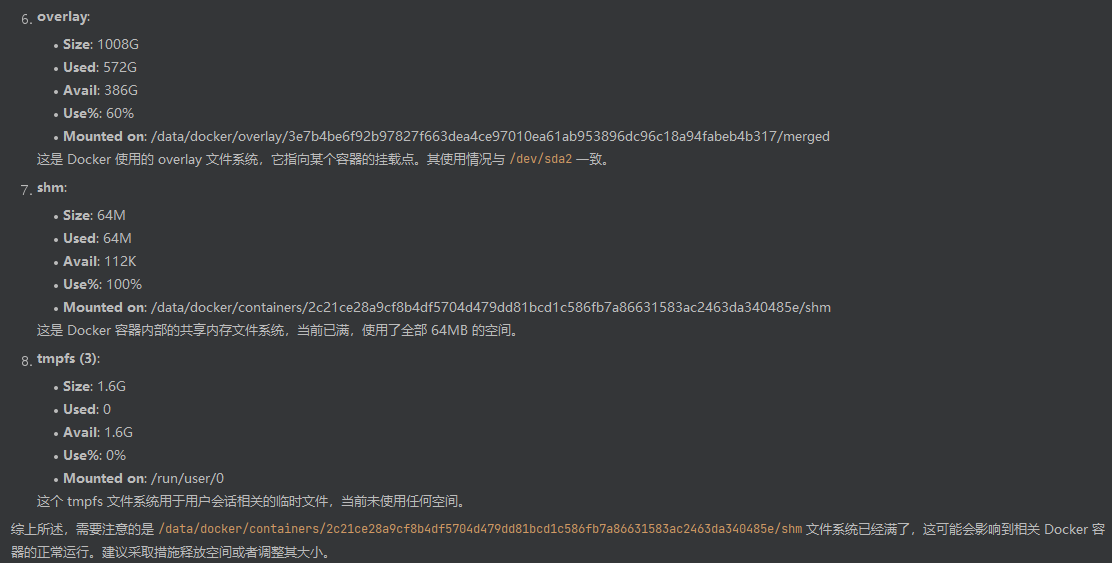 6. overlay:
• Size: 1008G
• Used: 572G
• Avail: 386G
• Use%: 60%
• Mounted on: /data/docker/overlay/3e7b4be6f92b97827f663dea4ce97010ea61ab953896dc96c18a94fabeb4b317/merged
这是 Docker 使用的 overlay 文件系统，它指向某个容器的挂载点。其使用情况与 /dev/sda2 一致。
7. shm:
• Size: 64M
• Used: 64M
• Avail: 112K
• Use%: 100%
• Mounted on: /data/docker/containers/2c21ce28a9cf8b4df5704d479dd81bcd1c586fb7a86631583ac2463da340485e/shm
这是 Docker 容器内部的共享内存文件系统，当前已满，使用了全部 64MB 的空间。
8. tmpfs (3):
• Size: 1.6G
• Used: 0
• Avail: 1.6G
• Use%: 0%
• Mounted on: /run/user/0
这个 tmpfs 文件系统用于用户会话相关的临时文件，当前未使用任何空间。
综上所述，需要注意的是 /data/docker/containers/2c21ce28a9cf8b4df5704d479dd81bcd1c586fb7a86631583ac2463da340485e/shm 文件系统已经满了，这可能会影响到相关 Docker 容
器的正常运行。建议采取措施释放空间或者调整其大小。